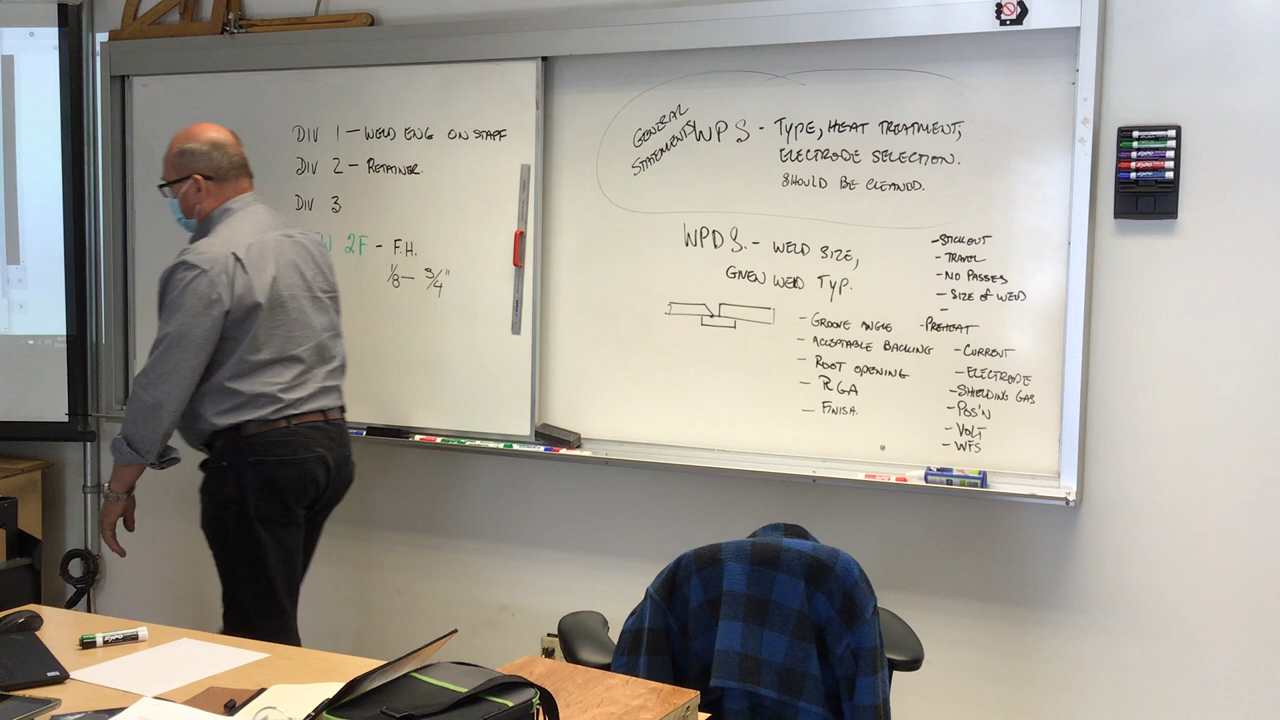 DIV 1 — WELD ENG ON STAFF
DIV 2 — RETAINER.
DIV 3
2F - F.H.
1/8 — 3/4"
GENERAL
STATEMENTS
WPS - TYPE, HEAT TREATMENT,
ELECTRODE SELECTION.
SHOULD BE CLEANED.
WPDS. - WELD SIZE,
GIVEN WELD TYP.
- STICKOUT
- TRAVEL
- NO PASSES
- SIZE OF WELD
-
- GROOVE ANGLE
- ACCEPTABLE BACKING
- ROOT OPENING
- RGA
- FINISH.
- PREHEAT
- CURRENT
- ELECTRODE
- SHIELDING GAS
- POS'N
- VOLT
- WFS